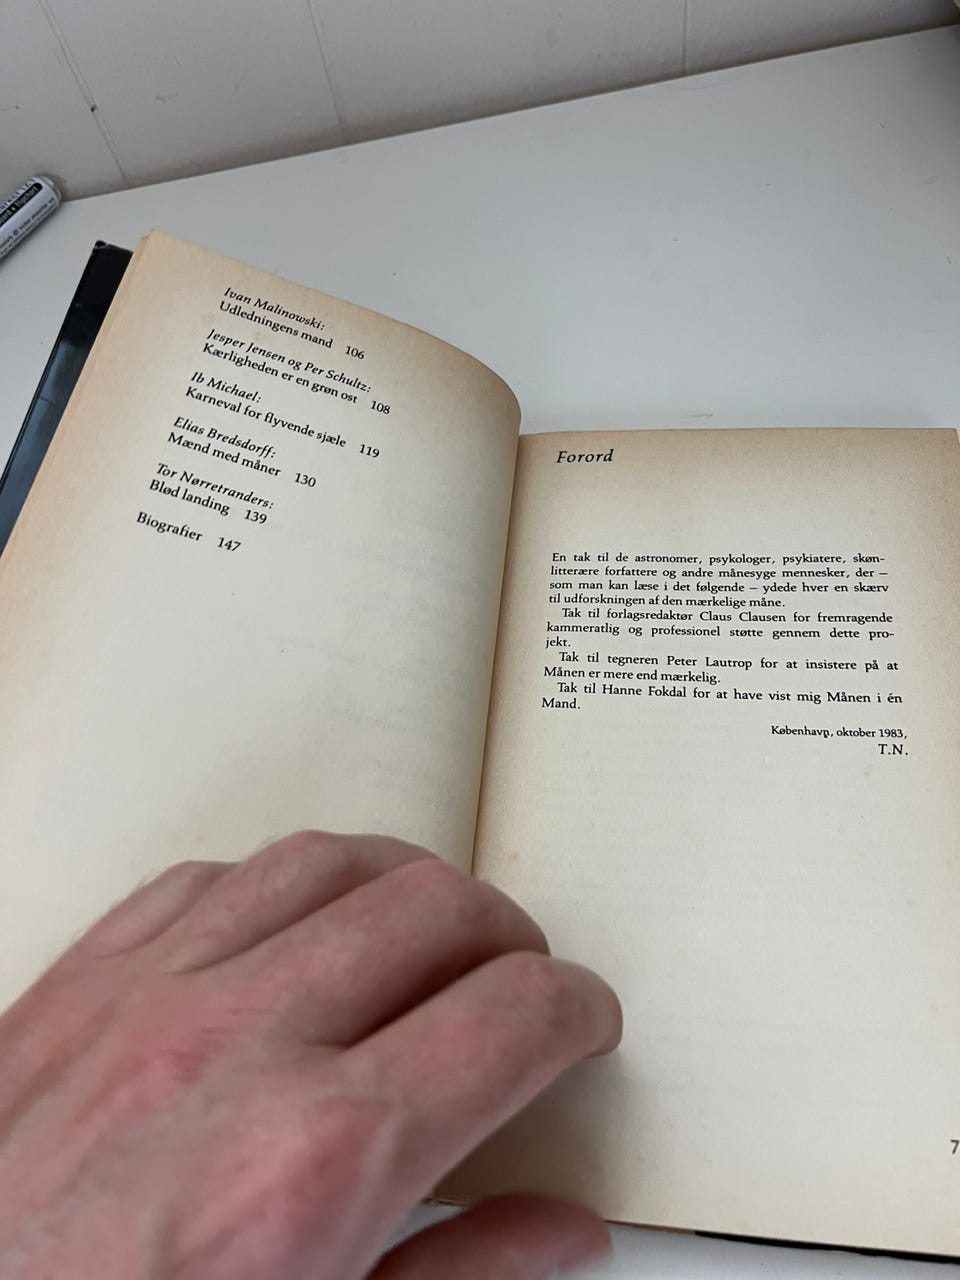 Ivan Malinowski:
Udledningens mand 106
Jesper Jensen og Per Schultz:
Kærligheden er en grøn ost 108
Ib Michael:
Karneval for flyvende sjæle 119
Elias Bredsdorff:
Mænd med måner 130
Tor Nørretranders:
Blød landing 139
Biografier 147
Forord
En tak til de astronomer, psykologer, psykiatere, skøn-
litterære forfattere og andre månesyge mennesker, der –
som man kan læse i det følgende – ydede hver en skærv
til udforskningen af den mærkelige måne.
Tak til forlagsredaktør Claus Clausen for fremragende
kammeratlig og professionel støtte gennem dette pro-
jekt.
Tak til tegneren Peter Lautrop for at insistere på at
Månen er mere end mærkelig.
Tak til Hanne Fokdal for at have vist mig Månen i én
Mand.
København, oktober 1983,
T.N.
7